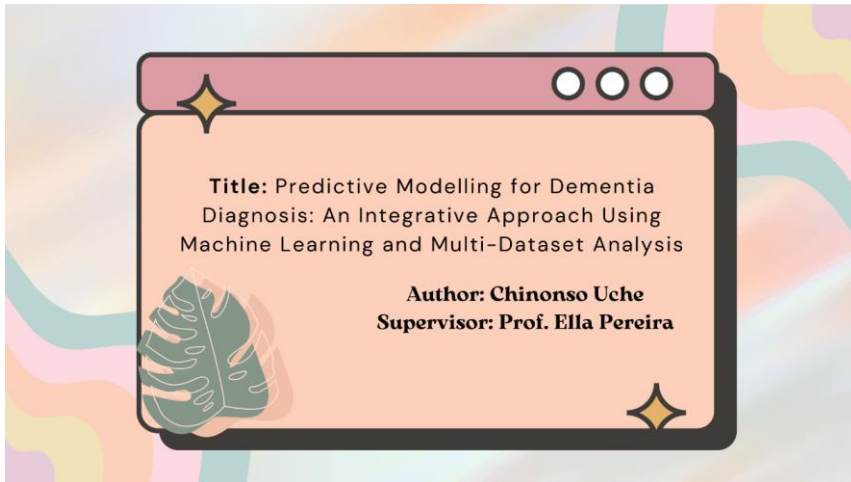 Title: Predictive Modelling for Dementia
Diagnosis: An Integrative Approach Using
Machine Learning and Multi-Dataset Analysis
Author: Chinonso Uche
Supervisor: Prof. Ella Pereira